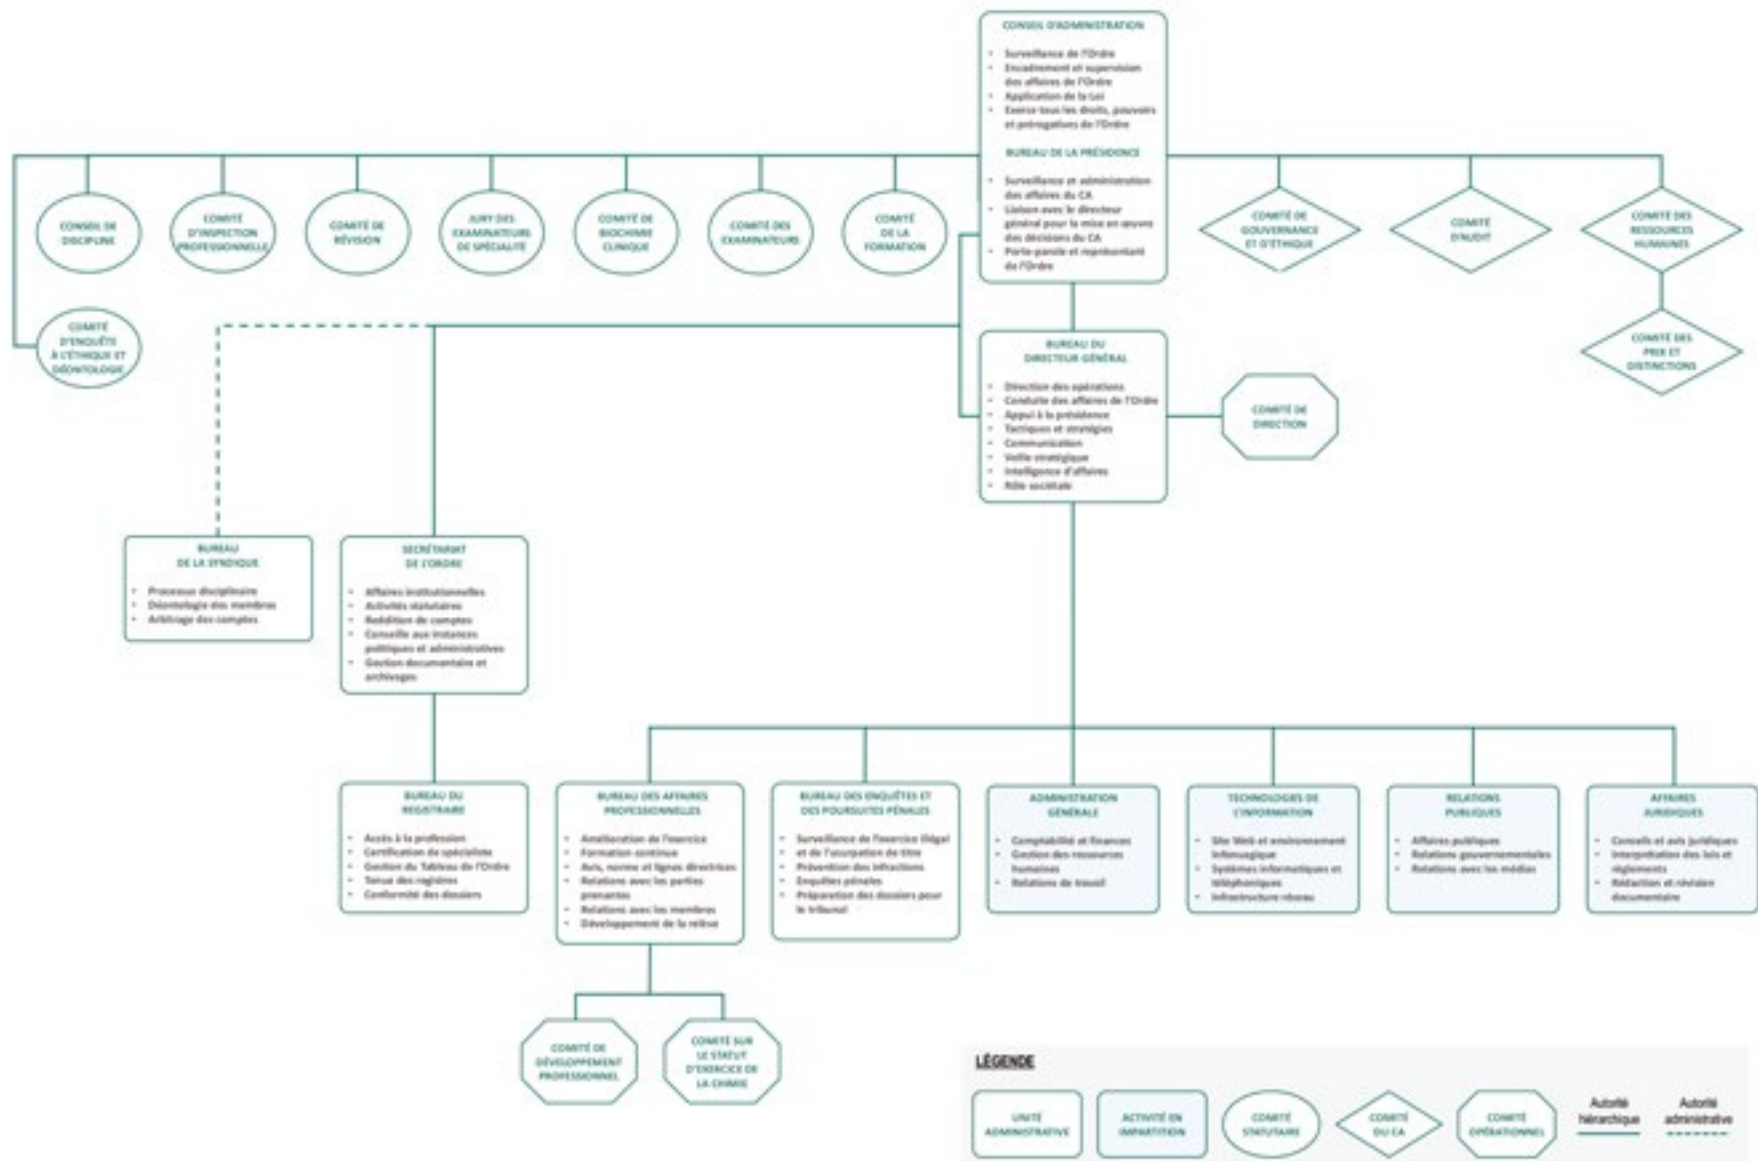 CONSEIL D'ADMINISTRATION
• Surveillance de l'Ordre
• Encadrement et supervision
des affaires de l'Ordre
• Application de la Loi
• Exerce tous les droits, pouvoirs
et prérogatives de l'Ordre
BUREAU DE LA PRÉSIDENCE
• Surveillance et administration
des affaires du CA
• Liaison avec le directeur
général pour la mise en œuvre
des décisions du CA
• Porte-parole et représentant
de l'Ordre
CONSEIL DE
DISCIPLINE
COMITÉ
D'INSPECTION
PROFESSIONNELLE
COMITÉ DE
RÉVISION
JURY DES
EXAMINATEURS
DE SPÉCIALITÉ
COMITÉ DE
BIOCHIMIE
CLINIQUE
COMITÉ DES
EXAMINATEURS
COMITÉ
DE LA
FORMATION
COMITÉ DE
GOUVERNANCE
ET D'ÉTHIQUE
COMITÉ
D'AUDIT
COMITÉ DES
RESSOURCES
HUMAINES
COMITÉ
D'ENQUÊTE
À L'ÉTHIQUE ET
DÉONTOLOGIE
COMITÉ DES
PRIX ET
DISTINCTIONS
BUREAU DU
DIRECTEUR GÉNÉRAL
• Direction des opérations
• Conduite des affaires de l'Ordre
• Appui à la présidence
• Tactiques et stratégies
• Communication
• Veille stratégique
• Intelligence d'affaires
• Rôle sociétale
COMITÉ DE
DIRECTION
BUREAU
DE LA SYNDIQUE
• Processus disciplinaire
• Déontologie des membres
• Arbitrage des comptes
SECRÉTARIAT
DE L'ORDRE
• Affaires institutionnelles
• Activités statutaires
• Reddition de comptes
• Conseille aux instances
politiques et administratives
• Gestion documentaire et
archivages
BUREAU DU
REGISTRAIRE
• Accès à la profession
• Certification de spécialiste
• Gestion du Tableau de l'Ordre
• Tenue des registres
• Conformité des dossiers
BUREAU DES AFFAIRES
PROFESSIONNELLES
• Amélioration de l'exercice
• Formation continue
• Avis, norme et lignes directrices
• Relations avec les parties
prenantes
• Relations avec les membres
• Développement de la relève
BUREAU DES ENQUÊTES ET
DES POURSUITES PÉNALES
• Surveillance de l'exercice illégal
• et de l'usurpation de titre
• Prévention des infractions
• Enquêtes pénales
• Préparation des dossiers pour
le tribunal
ADMINISTRATION
GÉNÉRALE
• Comptabilité et finances
• Gestion des ressources
humaines
• Relations de travail
TECHNOLOGIES DE
L'INFORMATION
• Site Web et environnement
infonuagique
• Systèmes informatiques et
téléphoniques
• Infrastructure réseau
RELATIONS
PUBLIQUES
• Affaires publiques
• Relations gouvernementales
• Relations avec les médias
AFFAIRES
JURIDIQUES
• Conseils et avis juridiques
• Interprétation des lois et
règlements
• Rédaction et révision
documentaire
COMITÉ DE
DÉVELOPPEMENT
PROFESSIONNEL
COMITÉ SUR
LE STATUT
D'EXERCICE DE
LA CHIMIE
LÉGENDE
UNITÉ
ADMINISTRATIVE
ACTIVITÉ EN
IMPARTITION
COMITÉ
STATUTAIRE
COMITÉ
DU CA
COMITÉ
OPÉRATIONNEL
Autorité
hiérarchique
Autorité
administrative